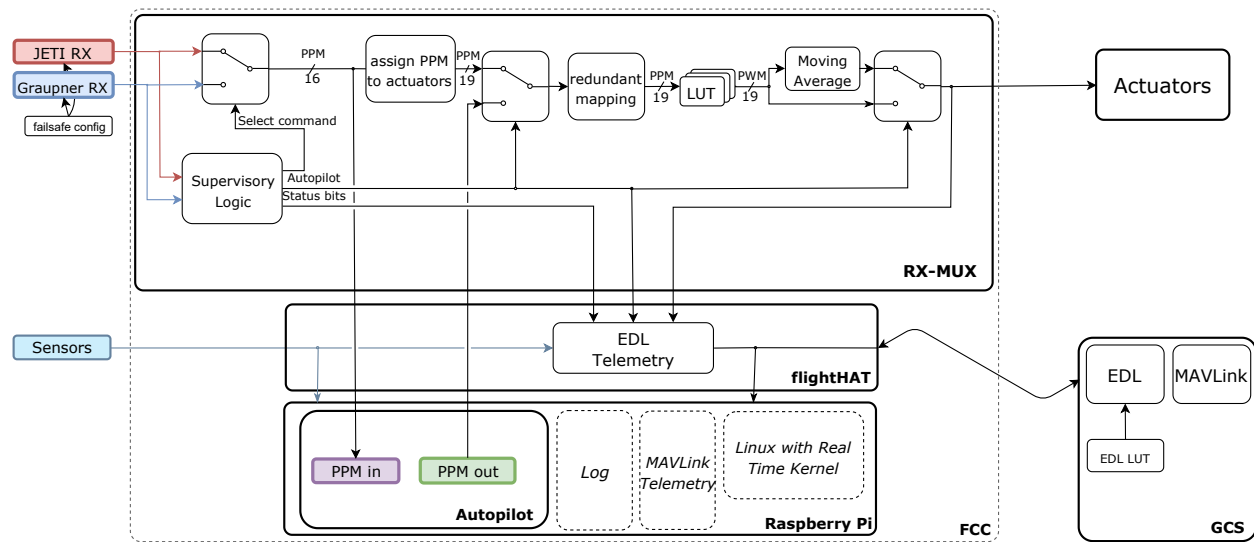 JETI RX
Graupner RX
failsafe config
PPM
16
Select command
assign PPM
to actuators
PPM
19
redundant
mapping
PPM
19
LUT
PWM
19
Moving
Average
Actuators
Supervisory
Logic
Autopilot
Status bits
RX-MUX
Sensors
EDL
Telemetry
flightHAT
PPM in
PPM out
Autopilot
Log
MAVLink
Telemetry
Linux with Real
Time Kernel
Raspberry Pi
FCC
EDL
MAVLink
EDL LUT
GCS